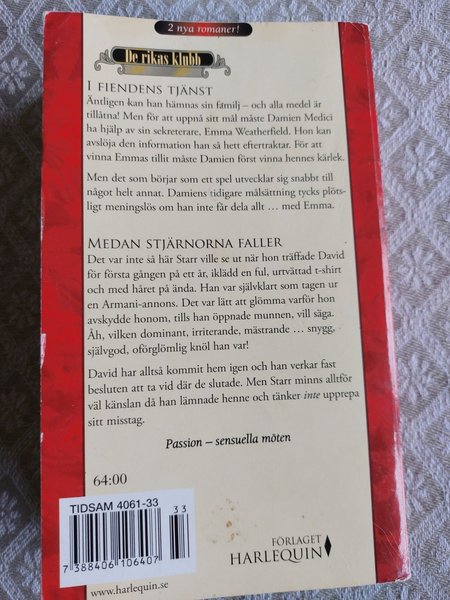 2 nya romaner!
De rikas klubb
I FIENDENS TJÄNST
Äntligen kan han hämnas sin familj – och alla medel är
tillåtna! Men för att uppnå sitt mål måste Damien Medici
ha hjälp av sin sekreterare, Emma Weatherfield. Hon kan
avslöja den information han så hett eftertraktar. För att
vinna Emmas tillit måste Damien först vinna hennes kärlek.
Men det som börjar som ett spel utvecklar sig snabbt till
något helt annat. Damiens tidigare målsättning tycks plöts-
ligt meningslös om han inte får dela allt … med Emma.
MEDAN STJÄRNORNA FALLER
Det var inte så här Starr ville se ut när hon träffade David
för första gången på ett år, iklädd en ful, urtvättad t-shirt
och med håret på ända. Han var självklart som tagen ur
en Armani-annons. Det var lätt att glömma varför hon
avskydde honom, tills han öppnade munnen, vill säga.
Åh, vilken dominant, irriterande, mästrande … snygg,
självgod, oförglömlig knöl han var!
David har alltså kommit hem igen och han verkar fast
besluten att ta vid där de slutade. Men Starr minns alltför
väl känslan då han lämnade henne och tänker inte upprepa
sitt misstag.
Passion – sensuella möten
64:00
TIDSAM 4061-33
33
7 388406 106407
www.harlequin.se
FÖRLAGET
HARLEQUIN